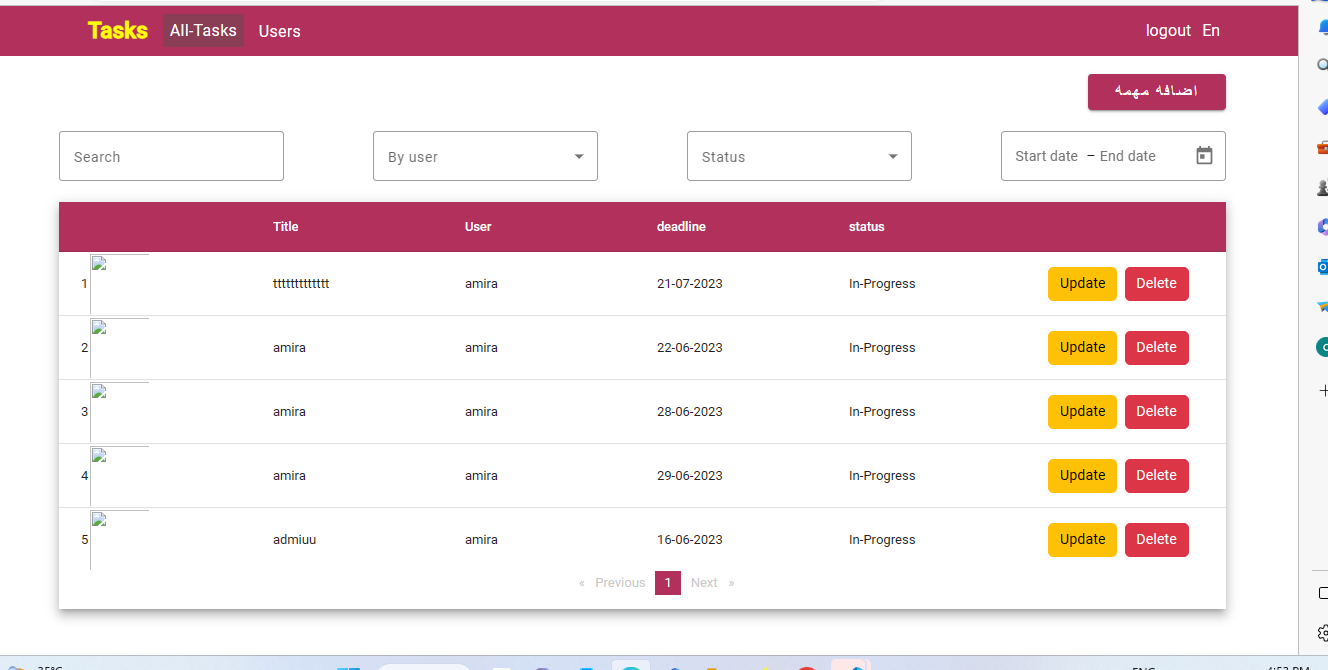 Tasks All-Tasks Users logout En
اضافه مهمه
Search By user Status Start date – End date
Title User deadline status
1 ttttttttttttt amira 21-07-2023 In-Progress Update Delete
2 amira amira 22-06-2023 In-Progress Update Delete
3 amira amira 28-06-2023 In-Progress Update Delete
4 amira amira 29-06-2023 In-Progress Update Delete
5 admiuu amira 16-06-2023 In-Progress Update Delete
« Previous 1 Next »